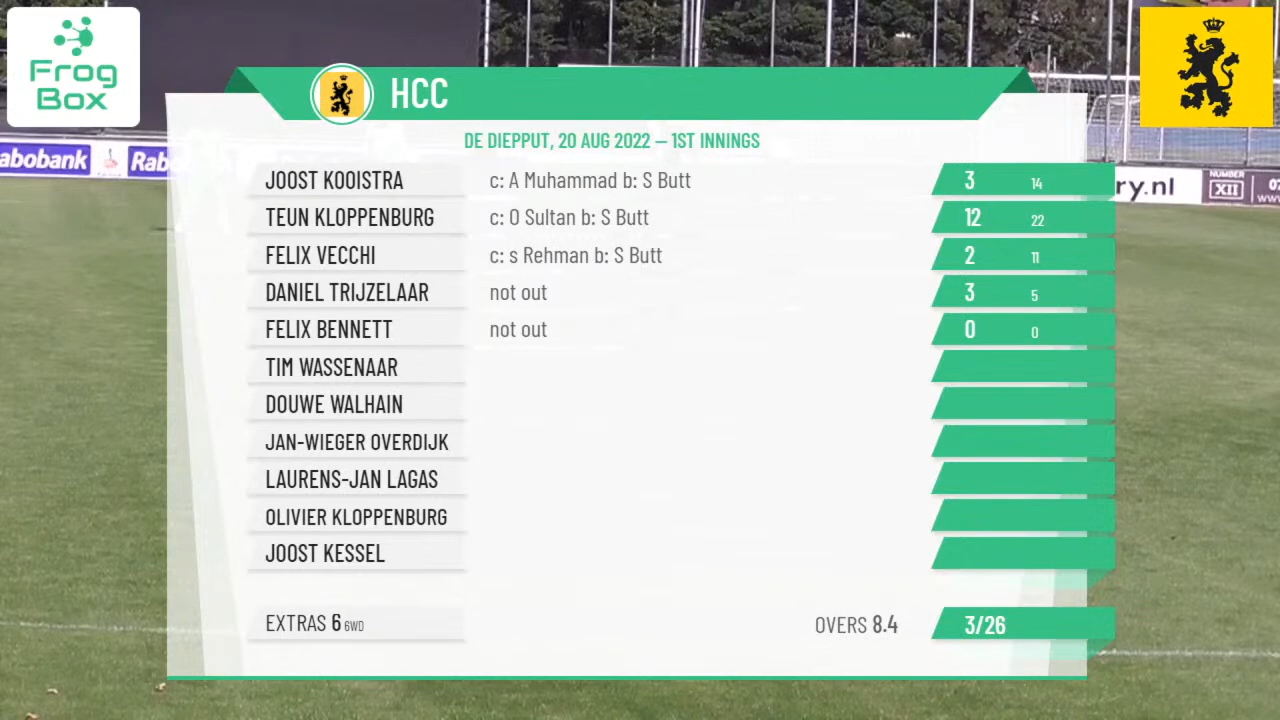 Frog
Box
HCC
DE DIEPPUT, 20 AUG 2022 – 1ST INNINGS
abobank
Rab
NUMBER
XII
ry.nl
07
www.
JOOST KOOISTRA c: A Muhammad b: S Butt 3 14
TEUN KLOPPENBURG c: O Sultan b: S Butt 12 22
FELIX VECCHI c: s Rehman b: S Butt 2 11
DANIEL TRIJZELAAR not out 3 5
FELIX BENNETT not out 0 0
TIM WASSENAAR
DOUWE WALHAIN
JAN-WIEGER OVERDIJK
LAURENS-JAN LAGAS
OLIVIER KLOPPENBURG
JOOST KESSEL
EXTRAS 6 6WD OVERS 8.4 3/26